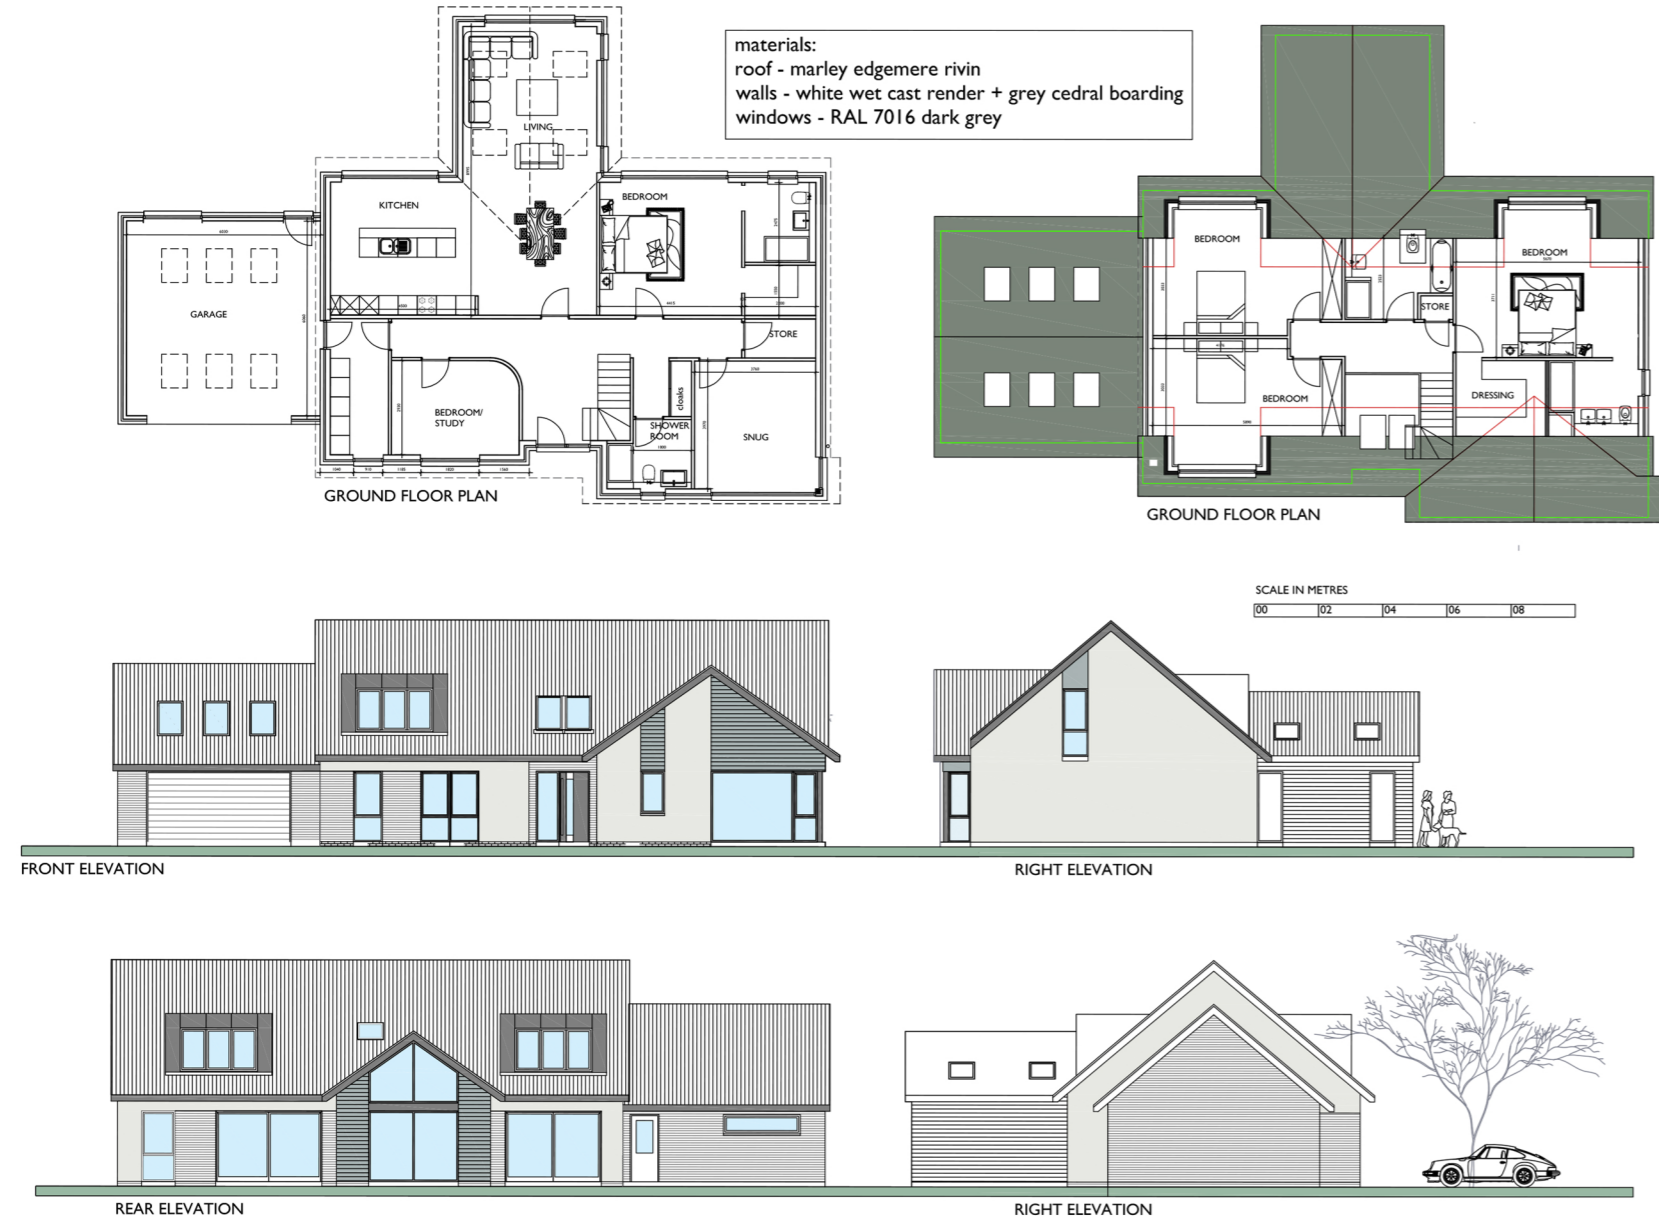 materials:
roof - marley edgemere rivin
walls - white wet cast render + grey cedral boarding
windows - RAL 7016 dark grey
LIVING
KITCHEN
BEDROOM
GARAGE
STORE
BEDROOM/
STUDY
cloaks
SHOWER
ROOM
SNUG
GROUND FLOOR PLAN
BEDROOM
BEDROOM
STORE
BEDROOM
DRESSING
GROUND FLOOR PLAN
SCALE IN METRES
00 02 04 06 08
FRONT ELEVATION
RIGHT ELEVATION
REAR ELEVATION
RIGHT ELEVATION